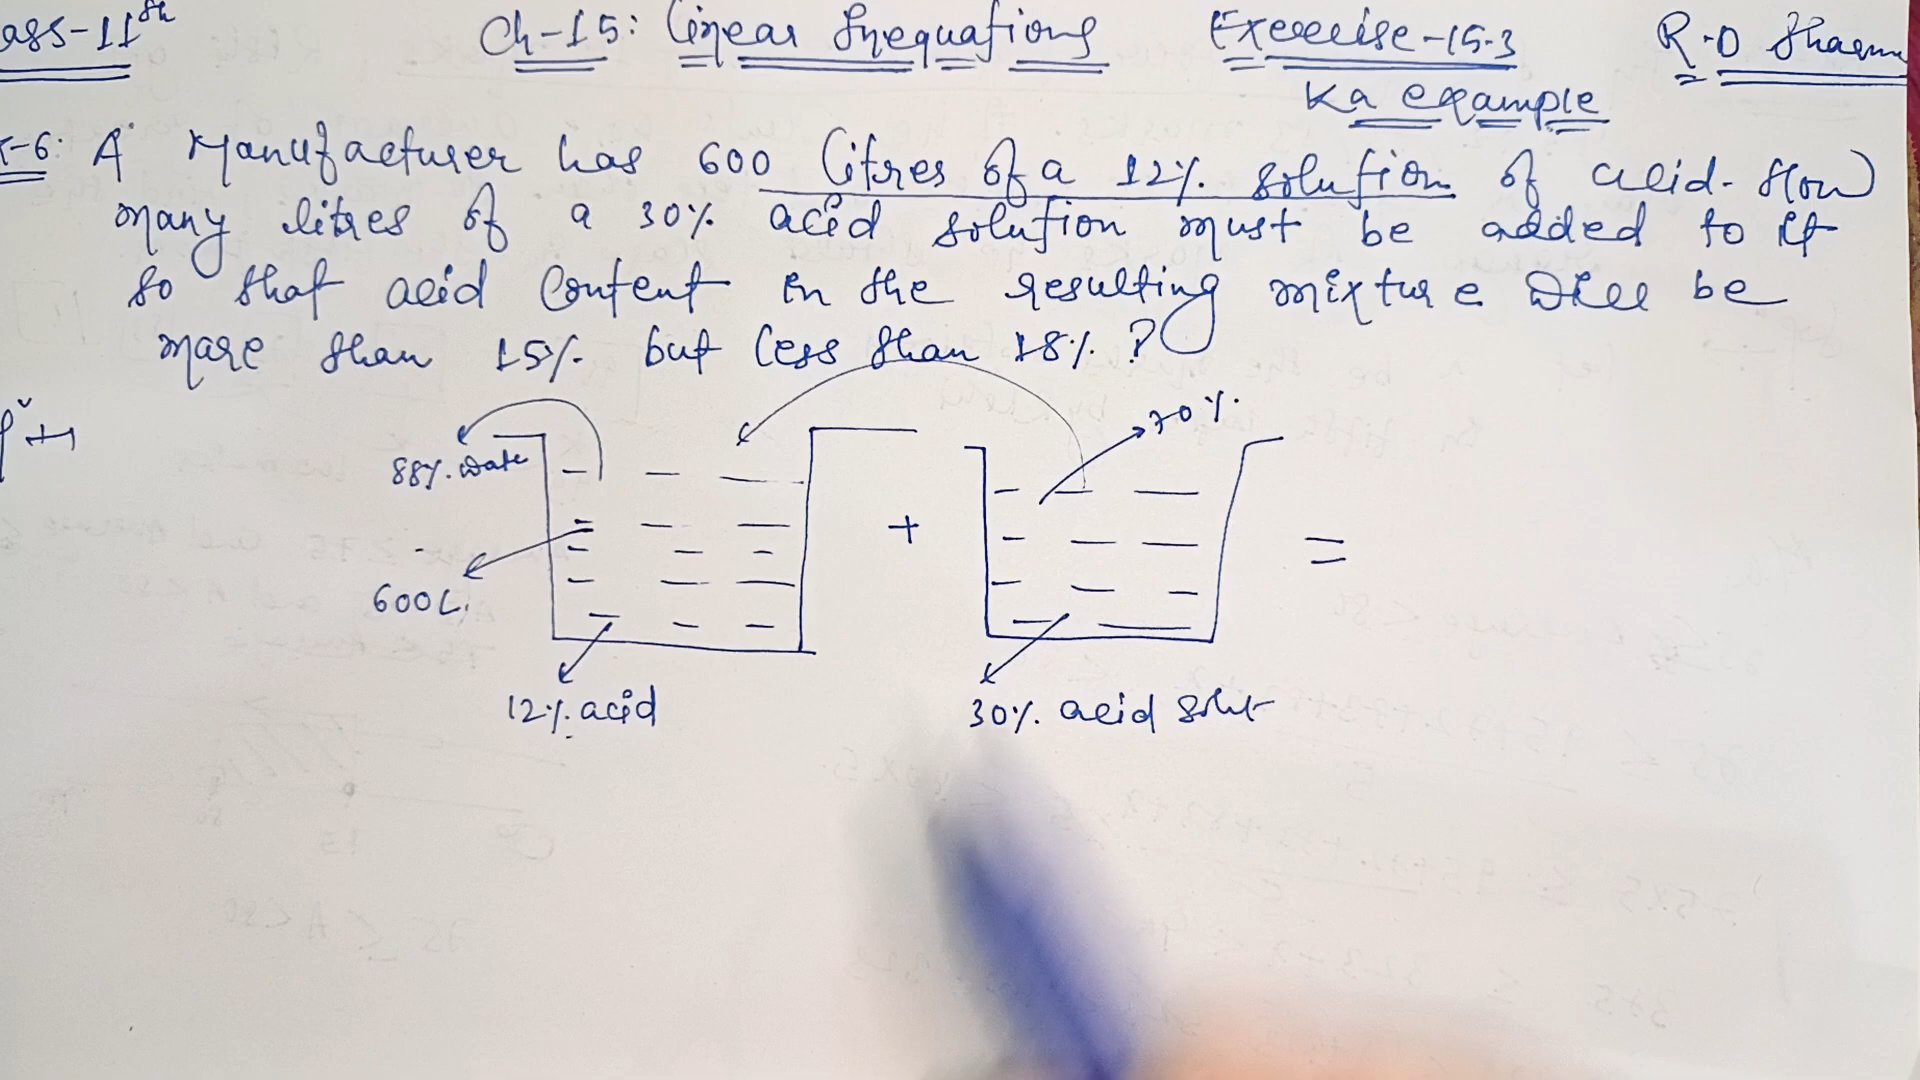 ass-11th Ch-15: Linear Inequations Exercise-15.3 R.D Sharma
Ka example
-6: A Manufacturer has 600 litres of a 12% solution of acid. How
many litres of a 30% acid solution must be added to it
so that acid content in the resulting mixture will be
more than 15% but less than 18%?
70%.
88% wate
+
=
600L.
12% acid
30% acid solut